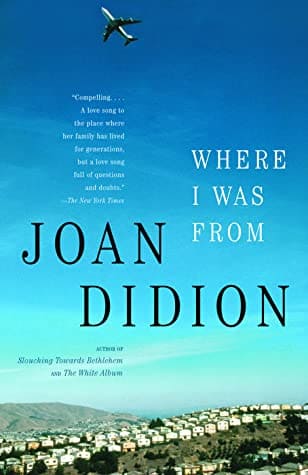 "Compelling. . . .
A love song to
the place where
her family has lived
for generations,
but a love song
full of questions
and doubts."
—The New York Times
WHERE
I WAS
FROM
JOAN
DIDION
AUTHOR OF
Slouching Towards Bethlehem
AND The White Album